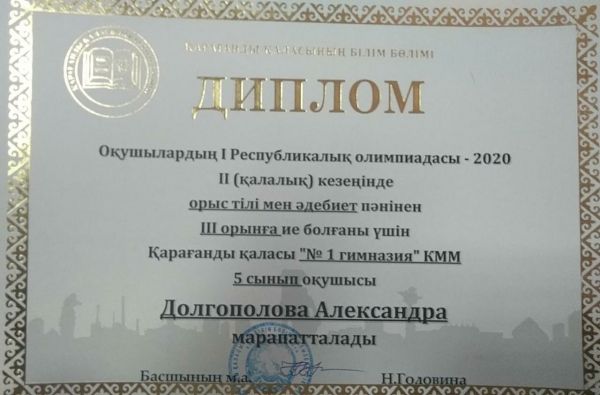 ҚАРАҒАНДЫ ҚАЛАСЫНЫҢ БІЛІМ БӨЛІМІ
ДИПЛОМ
Оқушылардың I Республикалық олимпиадасы - 2020
II (қалалық) кезеңінде
орыс тілі мен әдебиет пәнінен
III орынға ие болғаны үшін
Қарағанды қаласы "№ 1 гимназия" КММ
5 сынып оқушысы
Долгополова Александра
марапатталады
Басшының м.а. Н.Головина